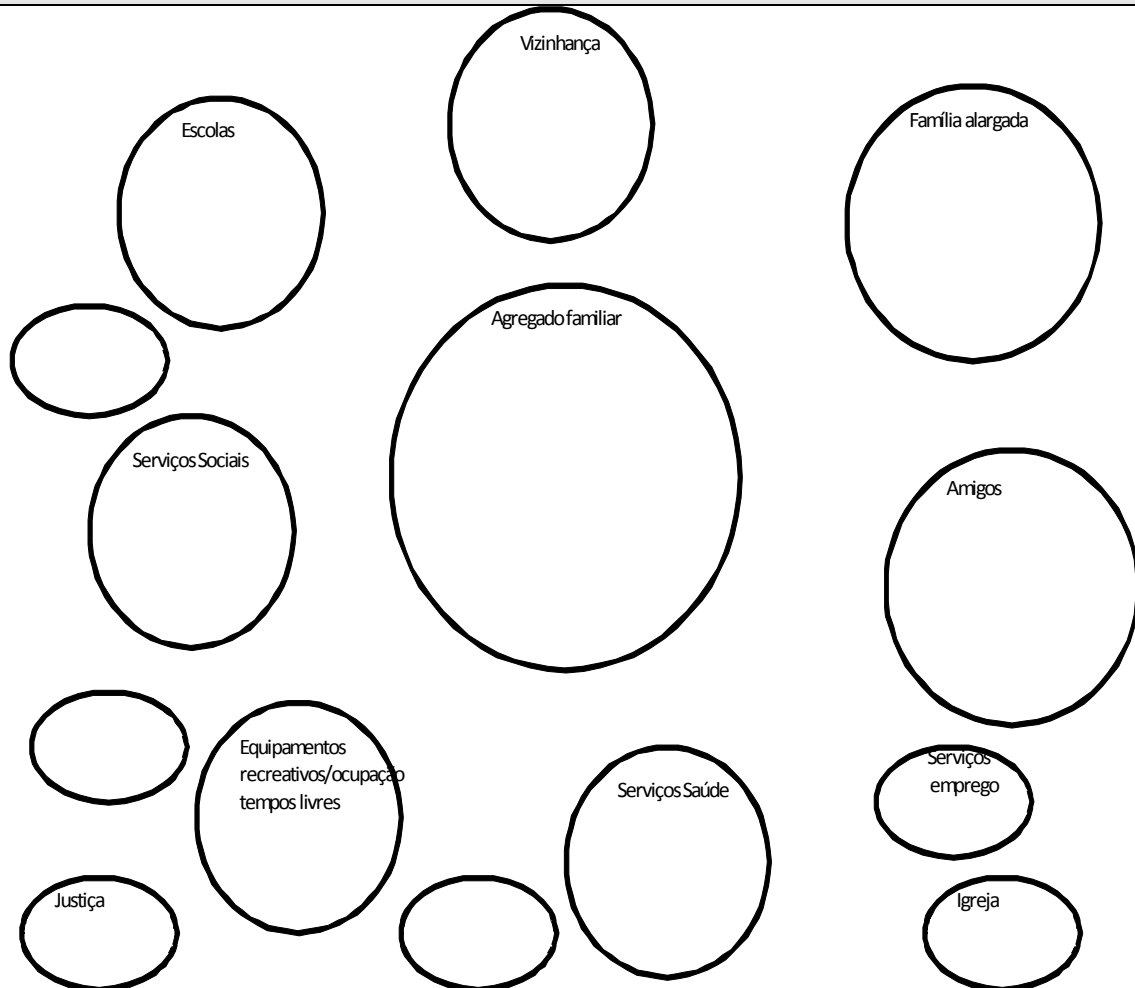 Vizinhança
Escolas
Família alargada
Agregado familiar
Serviços Sociais
Amigos
Equipamentos
recreativos/ocupação
tempos livres
Serviços Saúde
Serviços
emprego
Justiça
Igreja